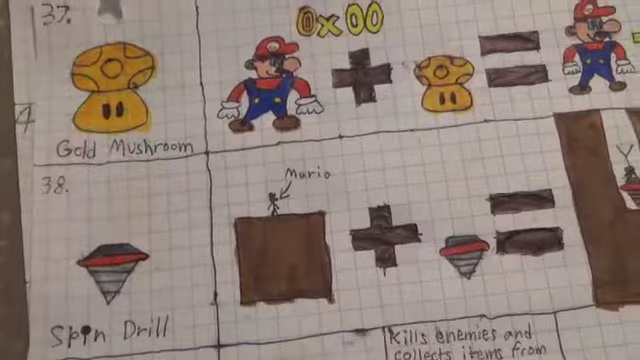 37.
0x00
Gold Mushroom
38.
Mario
Spin Drill
Kills enemies and
collects items from